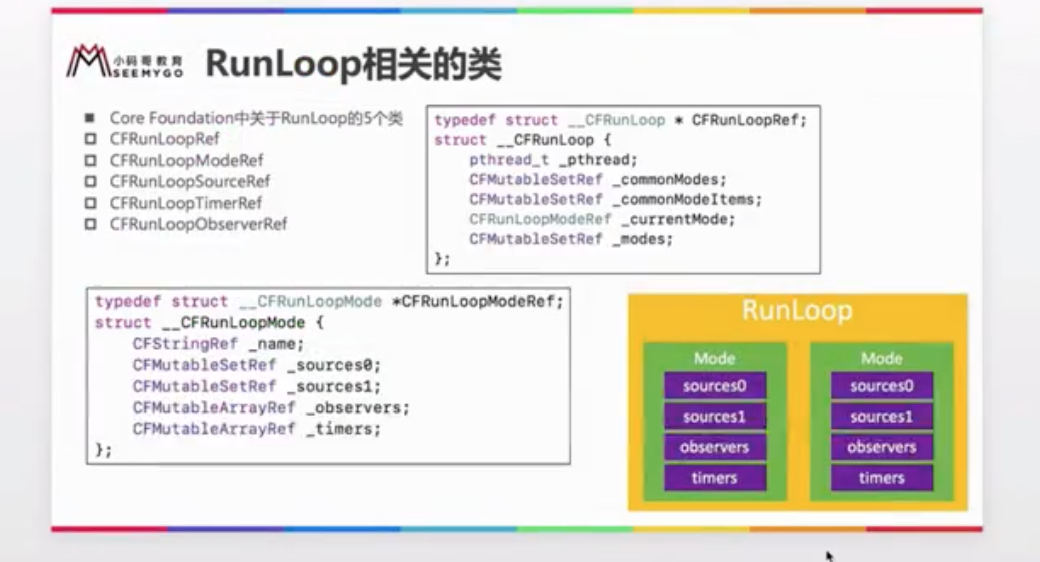 小码哥教育
SEEMYGO
RunLoop相关的类
Core Foundation中关于RunLoop的5个类
CFRunLoopRef
CFRunLoopModeRef
CFRunLoopSourceRef
CFRunLoopTimerRef
CFRunLoopObserverRef
typedef struct __CFRunLoop * CFRunLoopRef;
struct __CFRunLoop {
pthread_t _pthread;
CFMutableSetRef _commonModes;
CFMutableSetRef _commonModeItems;
CFRunLoopModeRef _currentMode;
CFMutableSetRef _modes;
};
typedef struct __CFRunLoopMode *CFRunLoopModeRef;
struct __CFRunLoopMode {
CFStringRef _name;
CFMutableSetRef _sources0;
CFMutableSetRef _sources1;
CFMutableArrayRef _observers;
CFMutableArrayRef _timers;
};
RunLoop
Mode
sources0
sources1
observers
timers
Mode
sources0
sources1
observers
timers